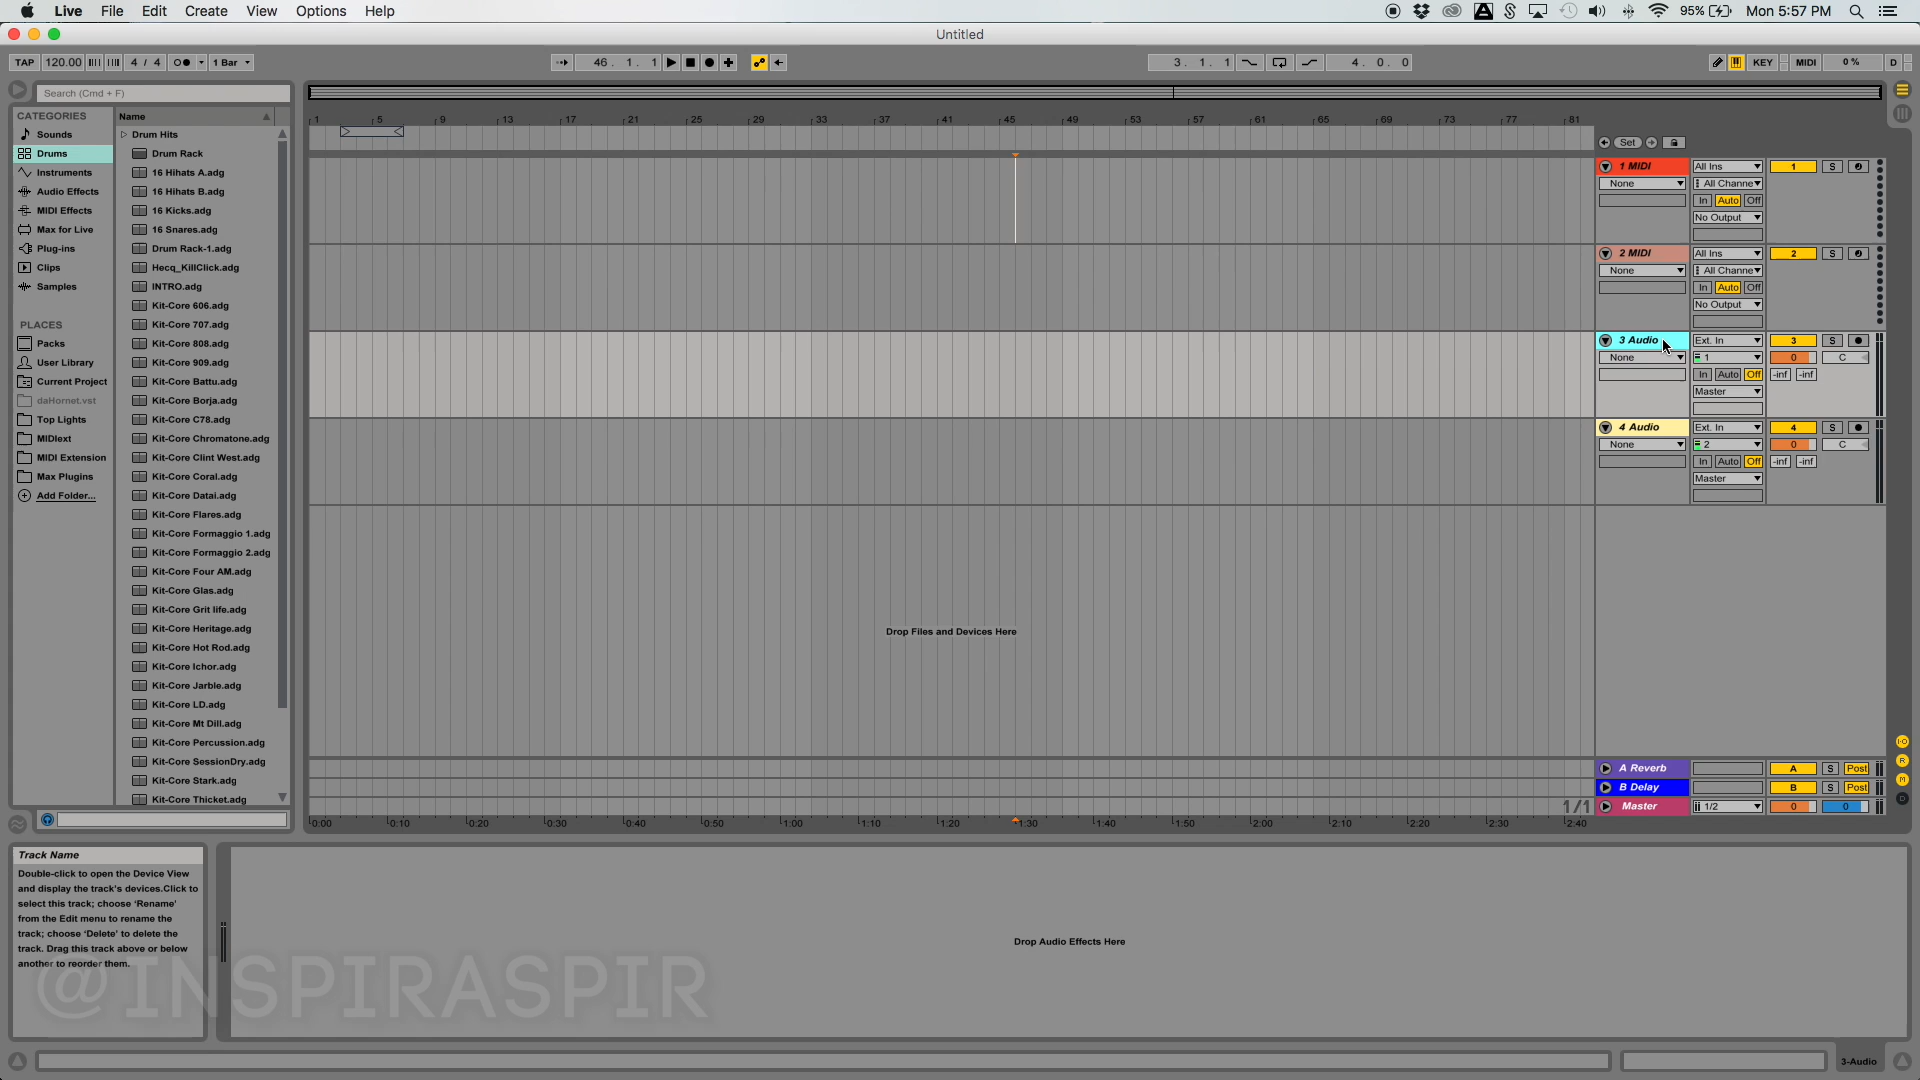 Live File Edit Create View Options Help
95% Mon 5:57 PM
Untitled
TAP 120.00 4 / 4 1 Bar
46. 1. 1
3. 1. 1
4. 0. 0
KEY MIDI 0 % D
Search (Cmd + F)
CATEGORIES
Sounds
Drums
Instruments
Audio Effects
MIDI Effects
Max for Live
Plug-ins
Clips
Samples
PLACES
Packs
User Library
Current Project
daHornet.vst
Top Lights
MIDIext
MIDI Extension
Max Plugins
Add Folder...
Name
Drum Hits
Drum Rack
16 Hihats A.adg
16 Hihats B.adg
16 Kicks.adg
16 Snares.adg
Drum Rack-1.adg
Hecq_KillClick.adg
INTRO.adg
Kit-Core 606.adg
Kit-Core 707.adg
Kit-Core 808.adg
Kit-Core 909.adg
Kit-Core Battu.adg
Kit-Core Borja.adg
Kit-Core C78.adg
Kit-Core Chromatone.adg
Kit-Core Clint West.adg
Kit-Core Coral.adg
Kit-Core Datai.adg
Kit-Core Flares.adg
Kit-Core Formaggio 1.adg
Kit-Core Formaggio 2.adg
Kit-Core Four AM.adg
Kit-Core Glas.adg
Kit-Core Grit life.adg
Kit-Core Heritage.adg
Kit-Core Hot Rod.adg
Kit-Core Ichor.adg
Kit-Core Jarble.adg
Kit-Core LD.adg
Kit-Core Mt Dill.adg
Kit-Core Percussion.adg
Kit-Core SessionDry.adg
Kit-Core Stark.adg
Kit-Core Thicket.adg
1 5 9 13 17 21 25 29 33 37 41 45 49 53 57 61 65 69 73 77 81
Set
1 MIDI All Ins 1 S
None All Channe
In Auto Off
No Output
2 MIDI All Ins 2 S
None All Channe
In Auto Off
No Output
3 Audio Ext. In 3 S
None 1 0 C
In Auto Off -inf -inf
Master
4 Audio Ext. In 4 S
None 2 0 C
In Auto Off -inf -inf
Master
Drop Files and Devices Here
A Reverb A S Post
B Delay B S Post
1/1 Master 1/2 0 0
0:00 0:10 0:20 0:30 0:40 0:50 1:00 1:10 1:20 1:30 1:40 1:50 2:00 2:10 2:20 2:30 2:40
Track Name
Double-click to open the Device View
and display the track's devices.Click to
select this track; choose 'Rename'
from the Edit menu to rename the
track; choose 'Delete' to delete the
track. Drag this track above or below
another to reorder them.
Drop Audio Effects Here
@INSPIRASPIR
3-Audio